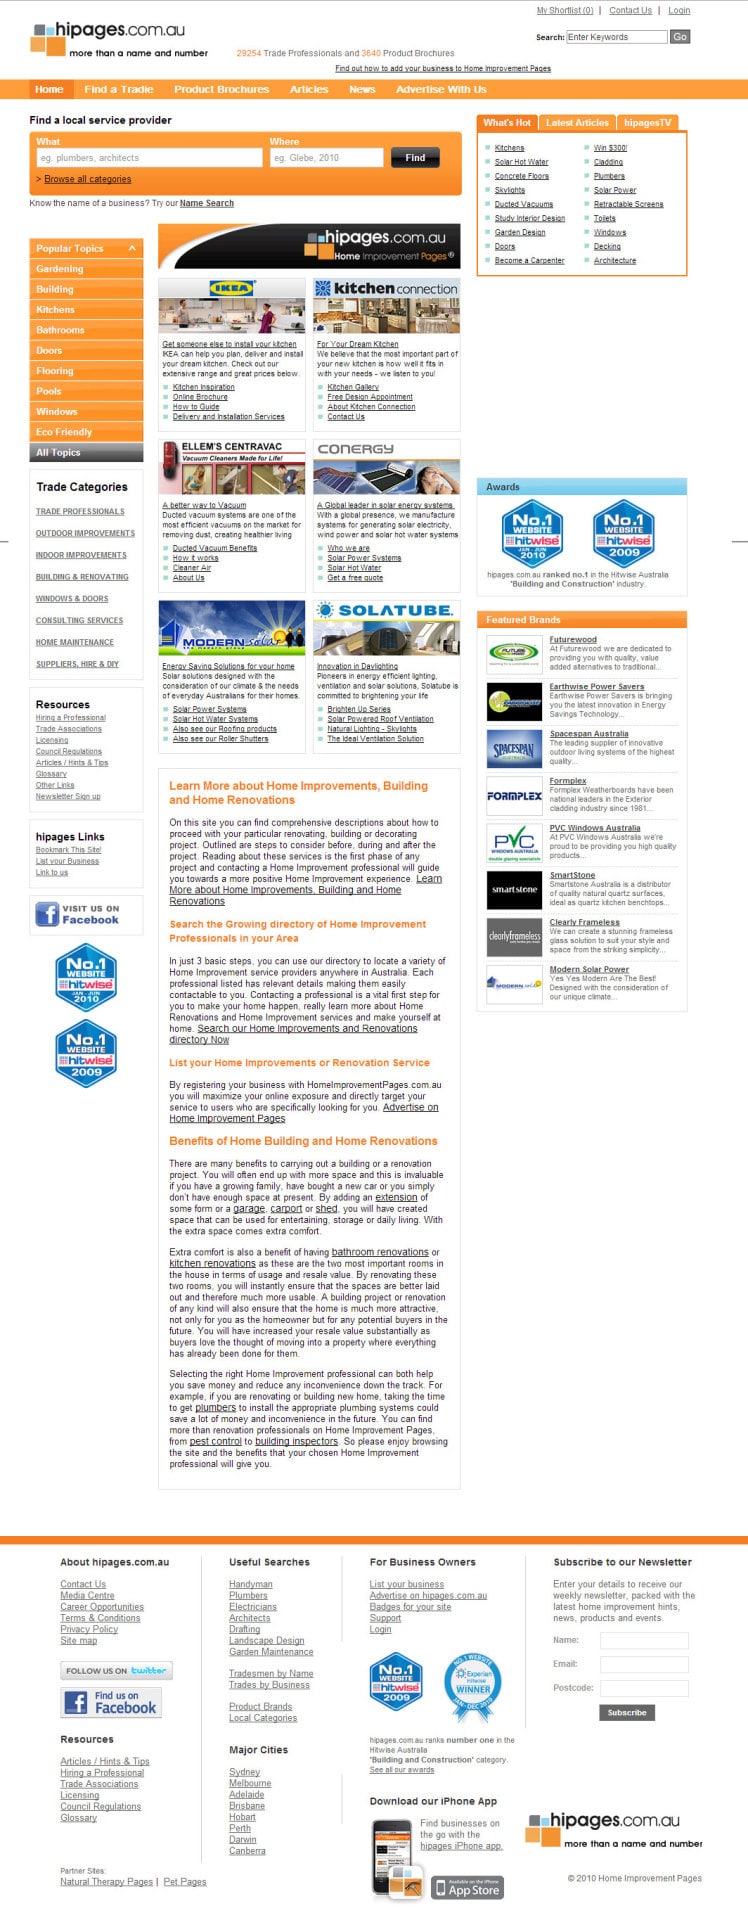 My Shortlist (0) | Contact Us | Login
hipages.com.au
more than a name and number
29254 Trade Professionals and 3640 Product Brochures
Search: Enter Keywords Go
Find out how to add your business to Home Improvement Pages
Home Find a Tradie Product Brochures Articles News Advertise With Us
Find a local service provider
What Where
eg. plumbers, architects eg. Glebe, 2010 Find
> Browse all categories
Know the name of a business? Try our Name Search
What's Hot Latest Articles hipagesTV
Kitchens Win $300!
Solar Hot Water Cladding
Concrete Floors Plumbers
Skylights Solar Power
Ducted Vacuums Retractable Screens
Study Interior Design Toilets
Garden Design Windows
Doors Decking
Become a Carpenter Architecture
Popular Topics
Gardening
Building
Kitchens
Bathrooms
Doors
Flooring
Pools
Windows
Eco Friendly
All Topics
Trade Categories
TRADE PROFESSIONALS
OUTDOOR IMPROVEMENTS
INDOOR IMPROVEMENTS
BUILDING & RENOVATING
WINDOWS & DOORS
CONSULTING SERVICES
HOME MAINTENANCE
SUPPLIERS, HIRE & DIY
Resources
Hiring a Professional
Trade Associations
Licensing
Council Regulations
Articles / Hints & Tips
Glossary
Other Links
Newsletter Sign up
hipages Links
Bookmark This Site!
List your Business
Link to us
VISIT US ON
Facebook
No.1
WEBSITE
hitwise
JAN - JUN
2010
No.1
WEBSITE
hitwise
2009
hipages.com.au
Home Improvement Pages ®
IKEA
Get someone else to install your kitchen
IKEA can help you plan, deliver and install
your dream kitchen. Check out our
extensive range and great prices below.
Kitchen Inspiration
Online Brochure
How to Guide
Delivery and Installation Services
kitchen connection
For Your Dream Kitchen
We believe that the most important part of
your new kitchen is how well it fits in
with your needs - we listen to you!
Kitchen Gallery
Free Design Appointment
About Kitchen Connection
Contact Us
ELLEM'S CENTRAVAC
Vacuum Cleaners Made for Life!
A better way to Vacuum
Ducted vacuum systems are one of the
most efficient vacuums on the market for
removing dust, creating healthier living
Ducted Vacuum Benefits
How it works
Cleaner Air
About Us
CONERGY
A Global leader in solar energy systems.
With a global presence, we manufacture
systems for generating solar electricity,
wind power and solar hot water systems
Who we are
Solar Power Systems
Solar Hot Water
Get a free quote
MODERN solar
Energy Saving Solutions for your home
Solar solutions designed with the
consideration of our climate & the needs
of everyday Australians for their homes.
Solar Power Systems
Solar Hot Water Systems
Also see our Roofing products
Also see our Roller Shutters
SOLATUBE.
Innovation in Daylighting
Pioneers in energy efficient lighting,
ventilation and solar solutions, Solatube is
committed to brightening your life
Brighten Up Series
Solar Powered Roof Ventilation
Natural Lighting - Skylights
The Ideal Ventilation Solution
Learn More about Home Improvements, Building
and Home Renovations
On this site you can find comprehensive descriptions about how to
proceed with your particular renovating, building or decorating
project. Outlined are steps to consider before, during and after the
project. Reading about these services is the first phase of any
project and contacting a Home Improvement professional will guide
you towards a more positive Home Improvement experience. Learn
More about Home Improvements, Building and Home
Renovations
Search the Growing directory of Home Improvement
Professionals in your Area
In just 3 basic steps, you can use our directory to locate a variety of
Home Improvement service providers anywhere in Australia. Each
professional listed has relevant details making them easily
contactable to you. Contacting a professional is a vital first step for
you to make your home happen, really learn more about Home
Renovations and Home Improvement services and make yourself at
home. Search our Home Improvements and Renovations
directory Now
List your Home Improvements or Renovation Service
By registering your business with HomeImprovementPages.com.au
you will maximize your online exposure and directly target your
service to users who are specifically looking for you. Advertise on
Home Improvement Pages
Benefits of Home Building and Home Renovations
There are many benefits to carrying out a building or a renovation
project. You will often end up with more space and this is invaluable
if you have a growing family, have bought a new car or you simply
don't have enough space at present. By adding an extension of
some form or a garage, carport or shed, you will have created
space that can be used for entertaining, storage or daily living. With
the extra space comes extra comfort.
Extra comfort is also a benefit of having bathroom renovations or
kitchen renovations as these are the two most important rooms in
the house in terms of usage and resale value. By renovating these
two rooms, you will instantly ensure that the spaces are better laid
out and therefore much more usable. A building project or renovation
of any kind will also ensure that the home is much more attractive,
not only for you as the homeowner but for any potential buyers in the
future. You will have increased your resale value substantially as
buyers love the thought of moving into a property where everything
has already been done for them.
Selecting the right Home Improvement professional can both help
you save money and reduce any inconvenience down the track. For
example, if you are renovating or building new home, taking the time
to get plumbers to install the appropriate plumbing systems could
save a lot of money and inconvenience in the future. You can find
more than renovation professionals on Home Improvement Pages,
from pest control to building inspectors. So please enjoy browsing
the site and the benefits that your chosen Home Improvement
professional will give you.
Awards
No.1
WEBSITE
hitwise
JAN - JUN
2010
No.1
WEBSITE
hitwise
2009
hipages.com.au ranked no.1 in the Hitwise Australia
'Building and Construction' industry.
Featured Brands
Futurewood
At Futurewood we are dedicated to
providing you with quality, value
added alternatives to traditional...
Earthwise Power Savers
Earthwise Power Savers is bringing
you the latest innovation in Energy
Savings Technology...
SPACESPAN
Spacespan Australia
The leading supplier of innovative
outdoor living systems of the highest
quality...
FORMPLEX
Formplex
Formplex Weatherboards have been
national leaders in the Exterior
cladding industry since 1981...
PVC
WINDOWS AUSTRALIA
double glazing specialists
PVC Windows Australia
At PVC Windows Australia we're
proud to be providing you high quality
products...
smartstone
SmartStone
Smartstone Australia is a distributor
of quality natural quartz surfaces,
ideal as quartz kitchen benchtops...
clearlyframeless
Clearly Frameless
We can create a stunning frameless
glass solution to suit your style and
space from the striking simplicity...
Modern Solar Power
Yes Yes Modern Are The Best!
Designed with the consideration of
our unique climate...
About hipages.com.au
Contact Us
Media Centre
Career Opportunities
Terms & Conditions
Privacy Policy
Site map
FOLLOW US ON twitter
Find us on
Facebook
Resources
Articles / Hints & Tips
Hiring a Professional
Trade Associations
Licensing
Council Regulations
Glossary
Useful Searches
Handyman
Plumbers
Electricians
Architects
Drafting
Landscape Design
Garden Maintenance
Tradesmen by Name
Trades by Business
Product Brands
Local Categories
Major Cities
Sydney
Melbourne
Adelaide
Brisbane
Hobart
Perth
Darwin
Canberra
For Business Owners
List your business
Advertise on hipages.com.au
Badges for your site
Support
Login
No.1
WEBSITE
hitwise
2009
NO.1 WEBSITE
Experian
Hitwise
WINNER
JAN-DEC 2010
hipages.com.au ranks number one in the
Hitwise Australia
'Building and Construction' category.
See all our awards
Download our iPhone App
Find businesses on
the go with the
hipages iPhone app.
Available on the iPhone
App Store
Subscribe to our Newsletter
Enter your details to receive our
weekly newsletter, packed with the
latest home improvement hints,
news, products and events.
Name:
Email:
Postcode:
Subscribe
hipages.com.au
more than a name and number
Partner Sites:
Natural Therapy Pages | Pet Pages
© 2010 Home Improvement Pages